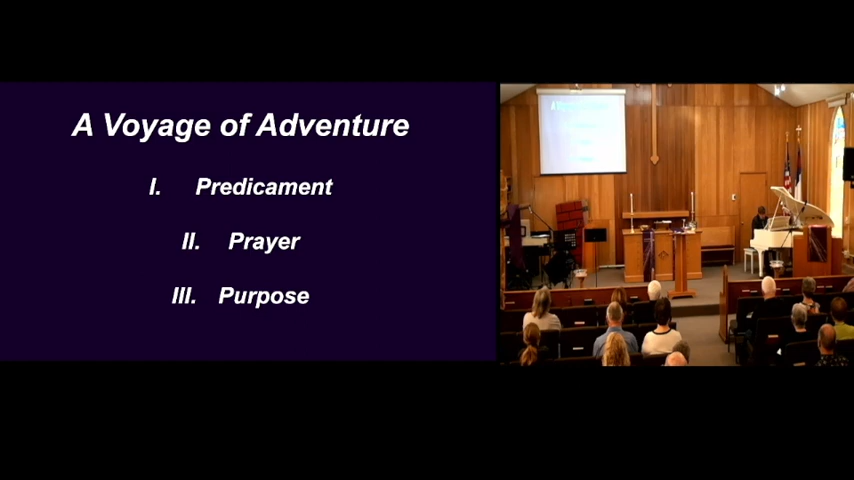 A Voyage of Adventure
I. Predicament
II. Prayer
III. Purpose